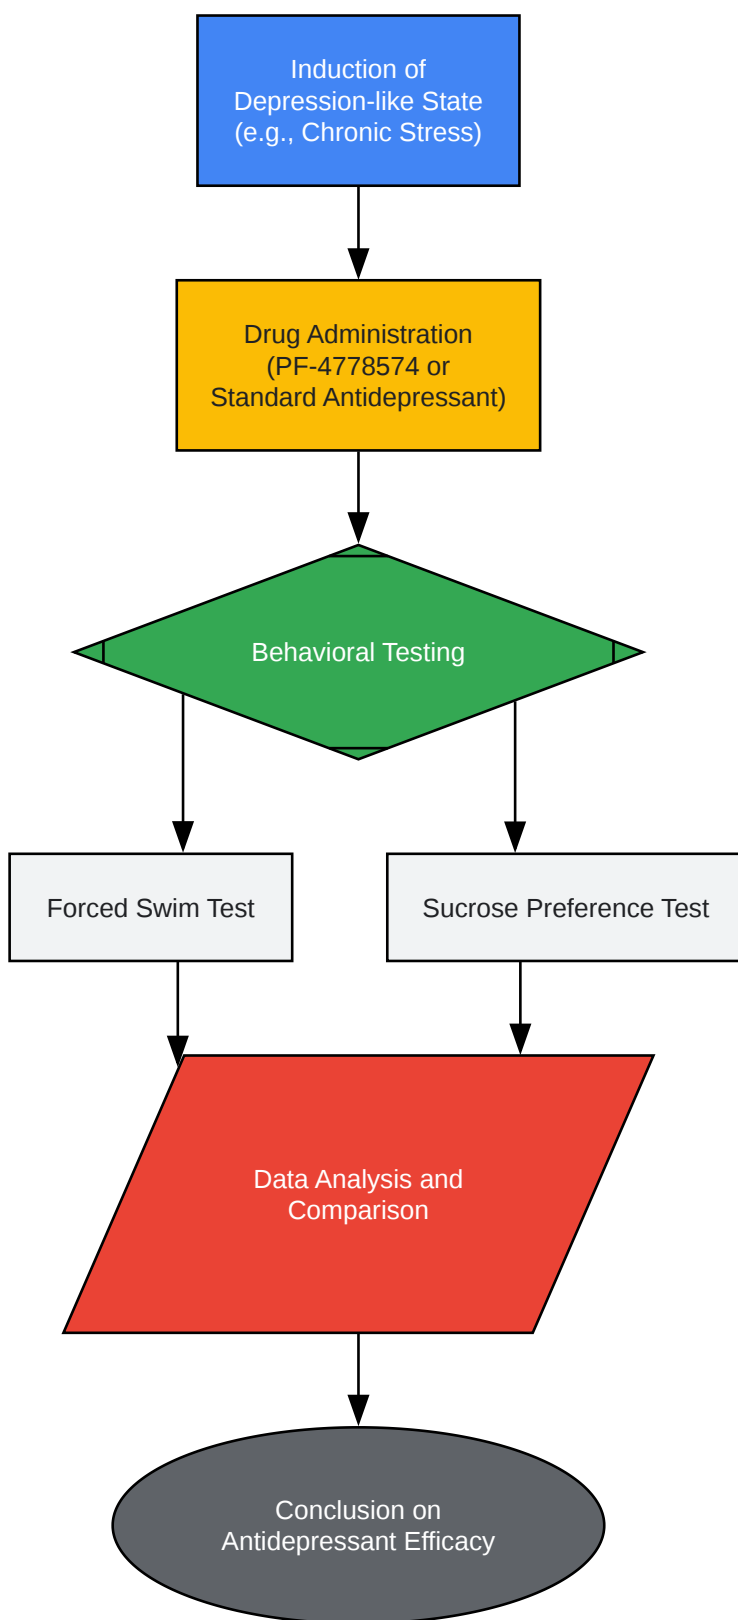 Induction of
Depression-like State
(e.g., Chronic Stress)
Drug Administration
(PF-4778574 or
Standard Antidepressant)
Behavioral Testing
Forced Swim Test
Sucrose Preference Test
Data Analysis and
Comparison
Conclusion on
Antidepressant Efficacy